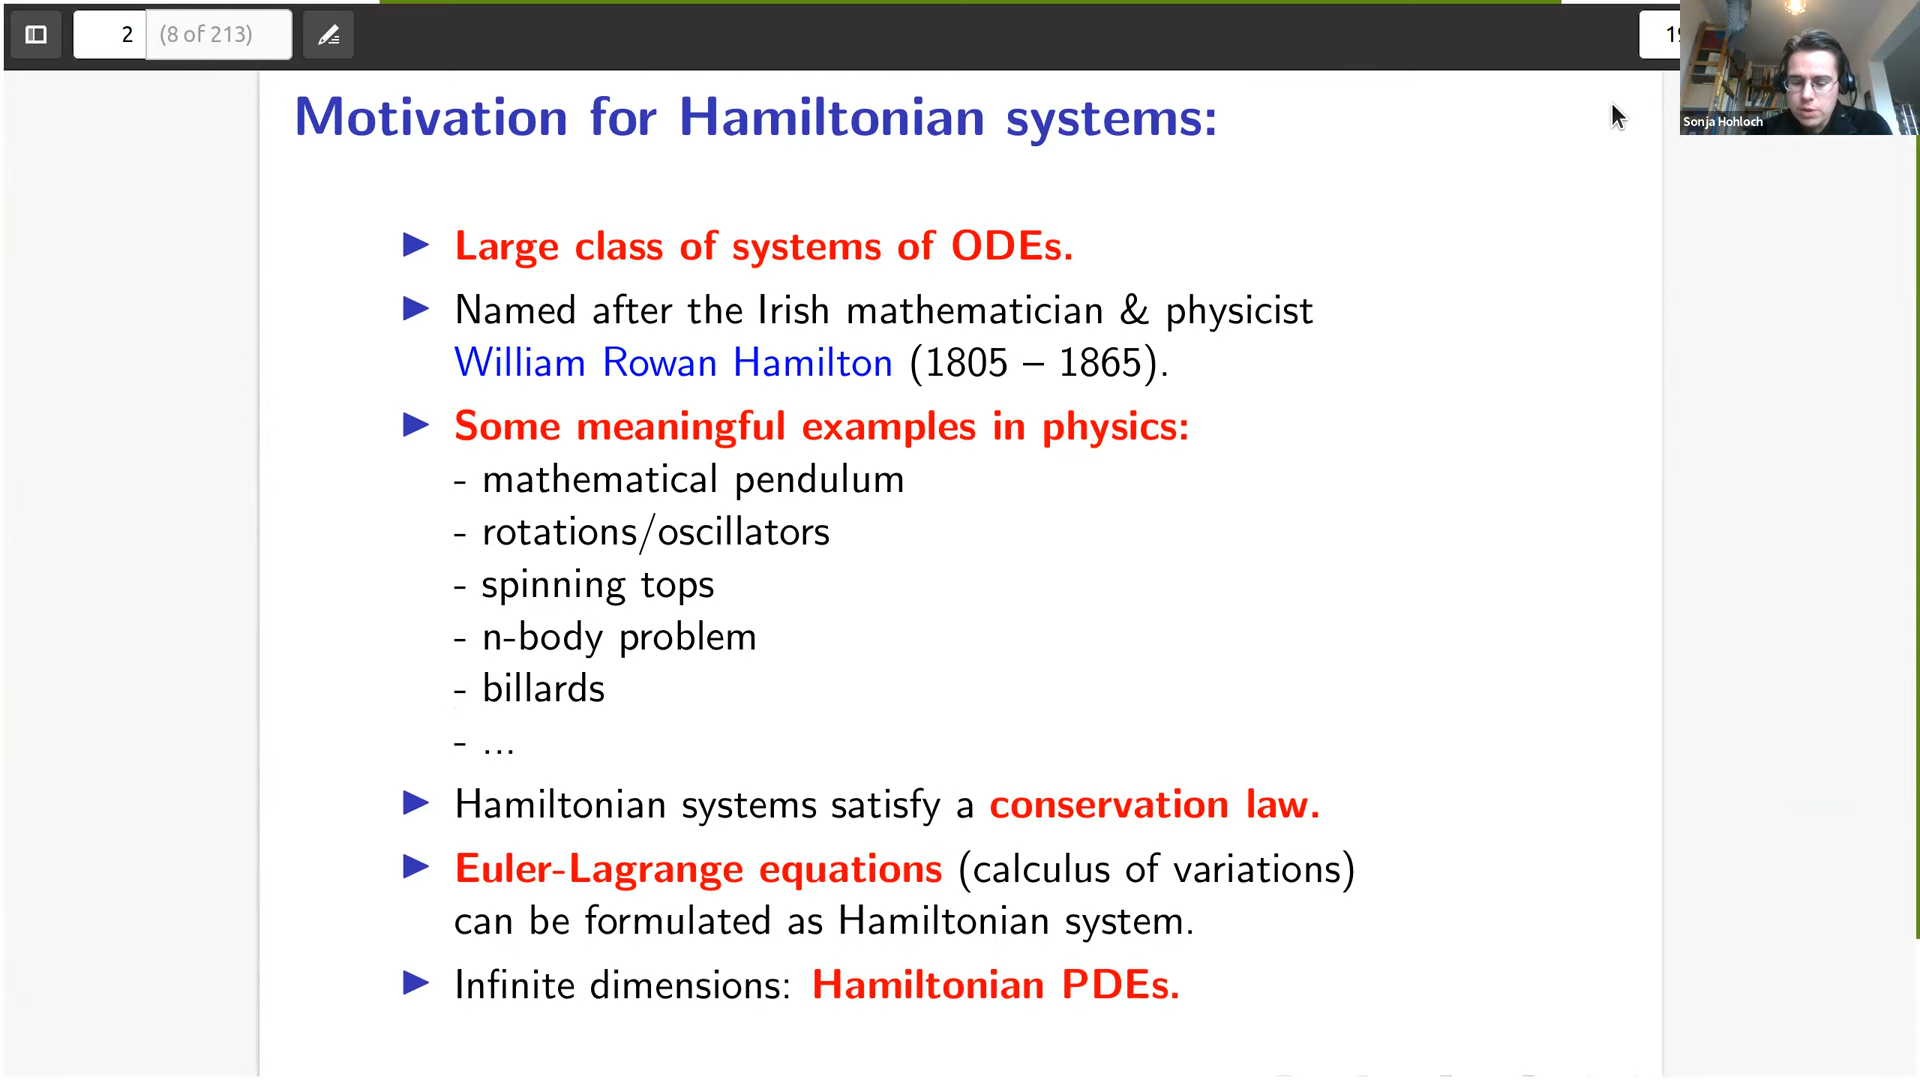 2 (8 of 213)
19
Sonja Hohloch
Motivation for Hamiltonian systems:
Large class of systems of ODEs.
Named after the Irish mathematician & physicist
William Rowan Hamilton (1805 – 1865).
Some meaningful examples in physics:
- mathematical pendulum
- rotations/oscillators
- spinning tops
- n-body problem
- billards
- ...
Hamiltonian systems satisfy a conservation law.
Euler-Lagrange equations (calculus of variations)
can be formulated as Hamiltonian system.
Infinite dimensions: Hamiltonian PDEs.